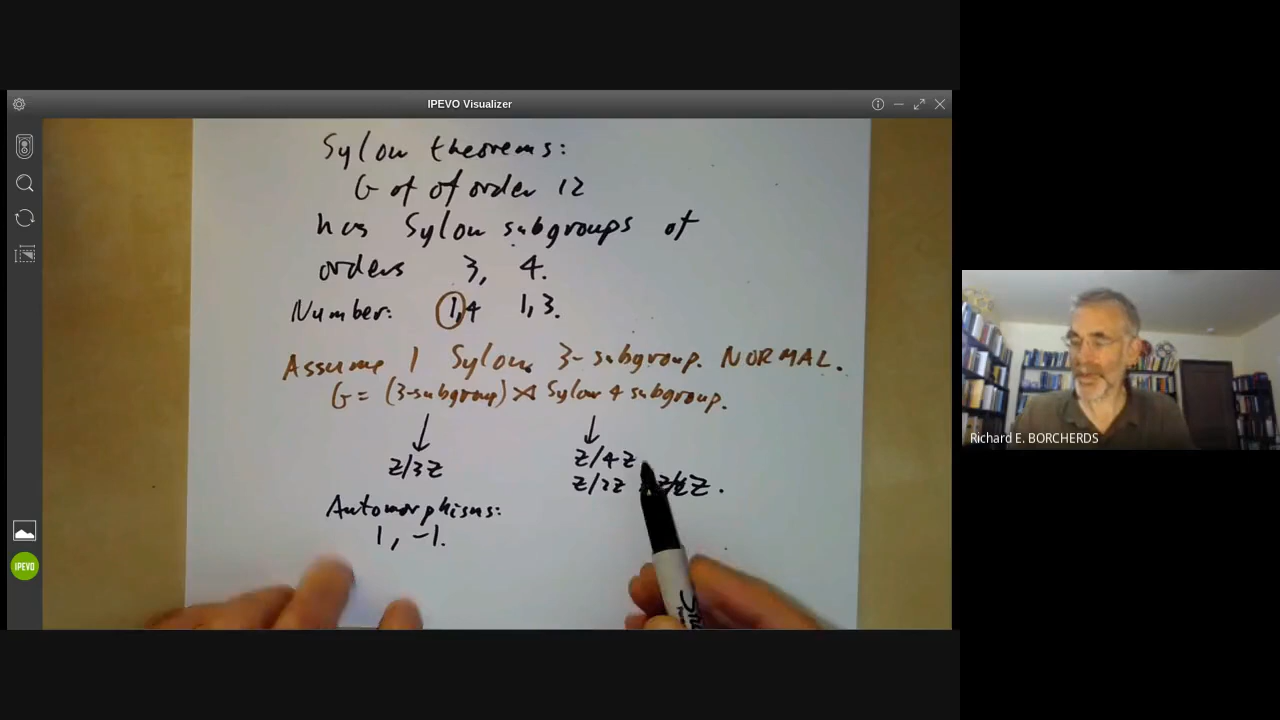 IPEVO Visualizer
Sylow theorems:
G of of order 12
has Sylow subgroups of
orders 3, 4.
Number: 1,4 1,3.
Assume 1 Sylow 3-subgroup. NORMAL.
G = (3-subgroup) ⋊ Sylow 4 subgroup.
↓ ↓
Z/3Z Z/4Z
Z/2Z × Z/2Z.
Automorphisms:
1, -1.
IPEVO
Richard E. BORCHERDS